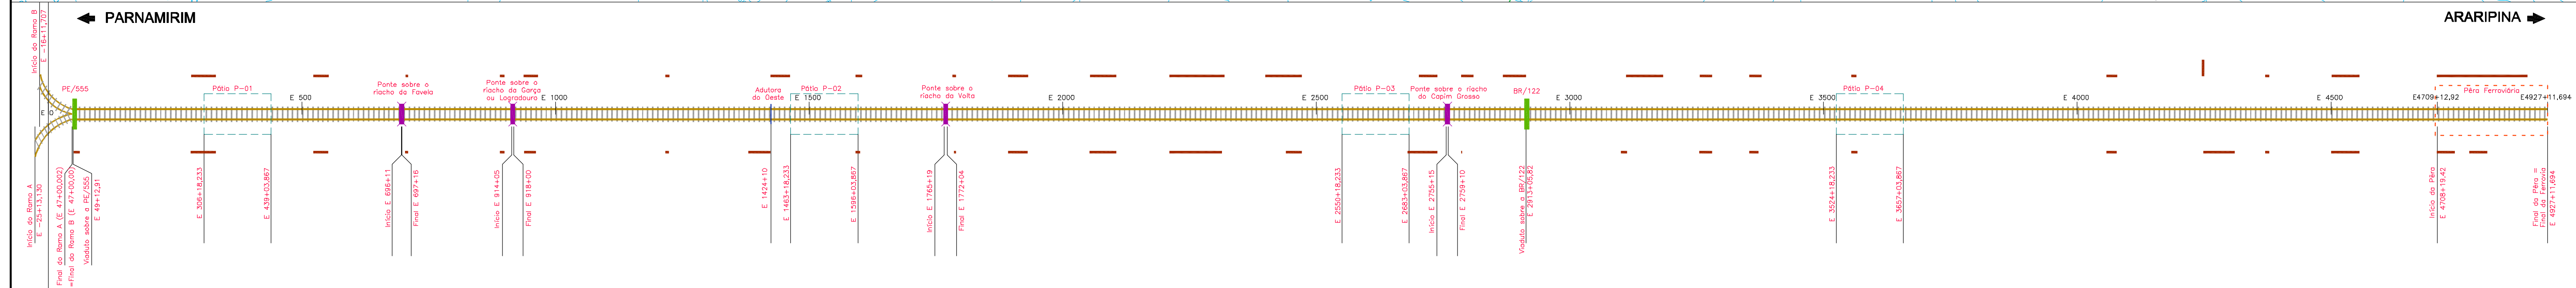 PARNAMIRIM
ARARIPINA
Início do Ramo B
E -16+11,707
PE/555
Pátio P-01
Ponte sobre o
riacho da Favela
Ponte sobre o
riacho da Garça
ou Logradouro
Adutora
do Oeste
Pátio P-02
Ponte sobre o
riacho da Volta
Pátio P-03
Ponte sobre o riacho
do Capim Grosso
BR/122
Pátio P-04
Pêra Ferroviária
E 0
E 500
E 1000
E 1500
E 2000
E 2500
E 3000
E 3500
E 4000
E 4500
E4709+12,92
E4927+11,694
Início do Ramo A
E -25+13,130
Final do Ramo A (E 47+00,002)
=Final do Ramo B (E 47+00,00)
Viaduto sobre a PE/555
E 49+12,91
E 306+18,233
E 439+03,867
Início E 696+11
Final E 697+16
Início E 914+05
Final E 918+00
E 1424+10
E 1463+18,233
E 1596+03,867
Início E 1765+19
Final E 1772+04
E 2550+18,233
E 2683+03,867
Início E 2755+15
Final E 2759+10
Viaduto sobre a BR/122
E 2913+05,82
E 3524+18,233
E 3657+03,867
Início da Pêra
E 4708+19,42
Final da Pêra =
Final da Ferrovia
E 4927+11,694